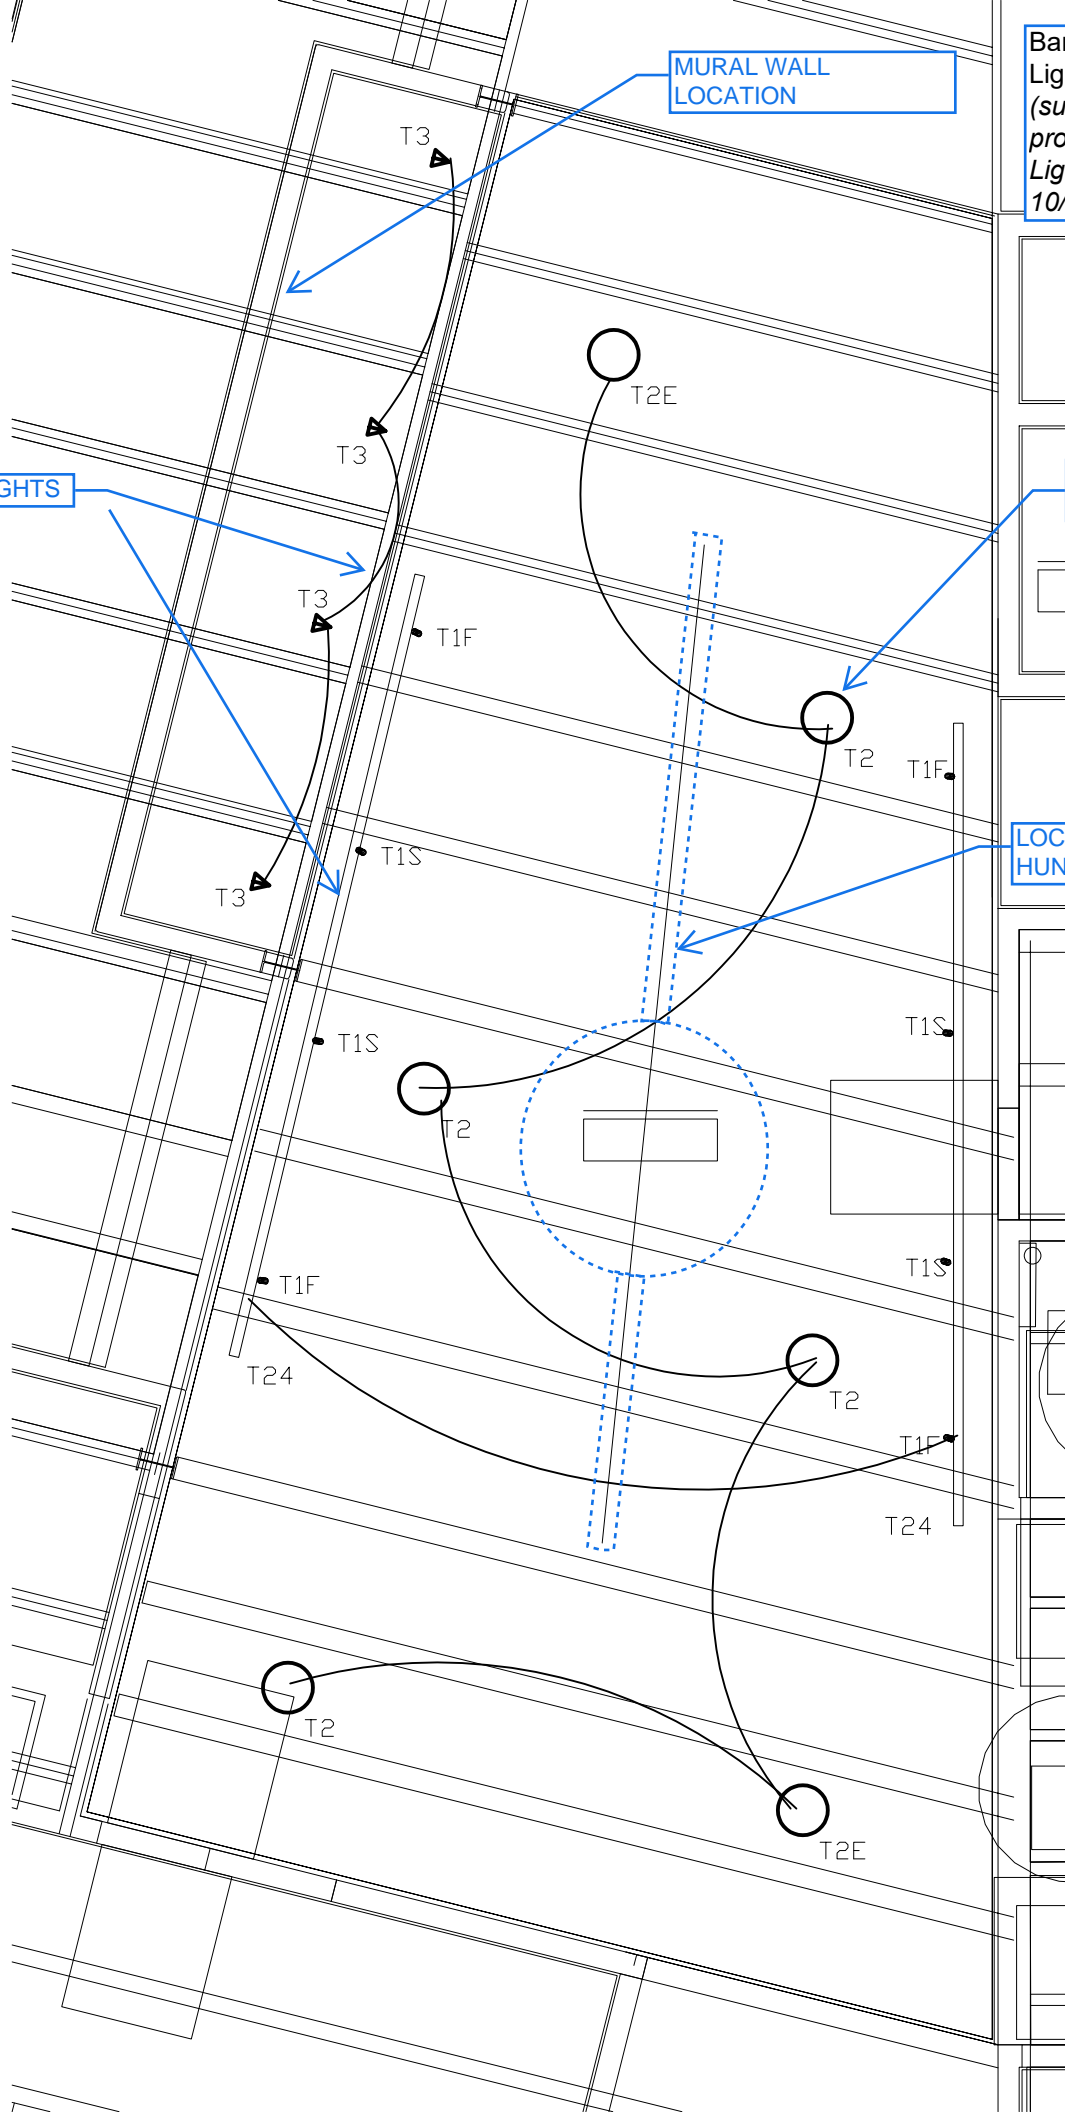 MURAL WALL
LOCATION
T3
T2E
T3
GHTS
T3
T1F
T2
T1F
T1S
LOC
HUN
T3
T1S
T1S
T2
T1S
T1F
T24
T2
T1F
T24
T2
T2E
Bar
Lig
(su
pro
Lig
10/